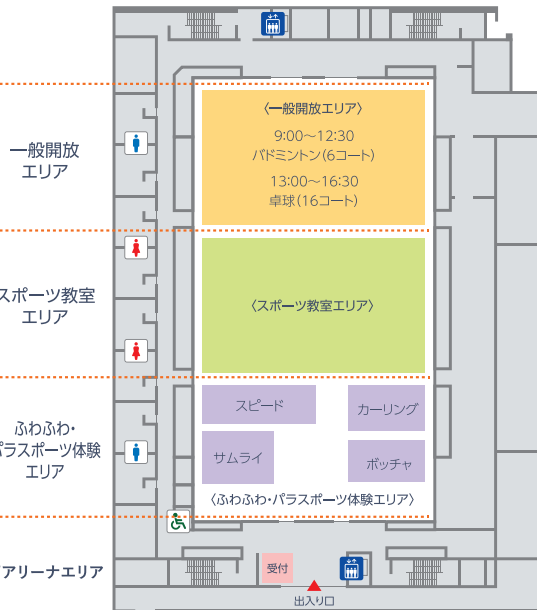 〈一般開放エリア〉
9:00〜12:30
バドミントン(6コート)
13:00〜16:30
卓球(16コート)
一般開放
エリア
スポーツ教室
エリア
〈スポーツ教室エリア〉
ふわふわ・
パラスポーツ体験
エリア
スピード
カーリング
サムライ
ボッチャ
〈ふわふわ・パラスポーツ体験エリア〉
アリーナエリア
受付
出入り口